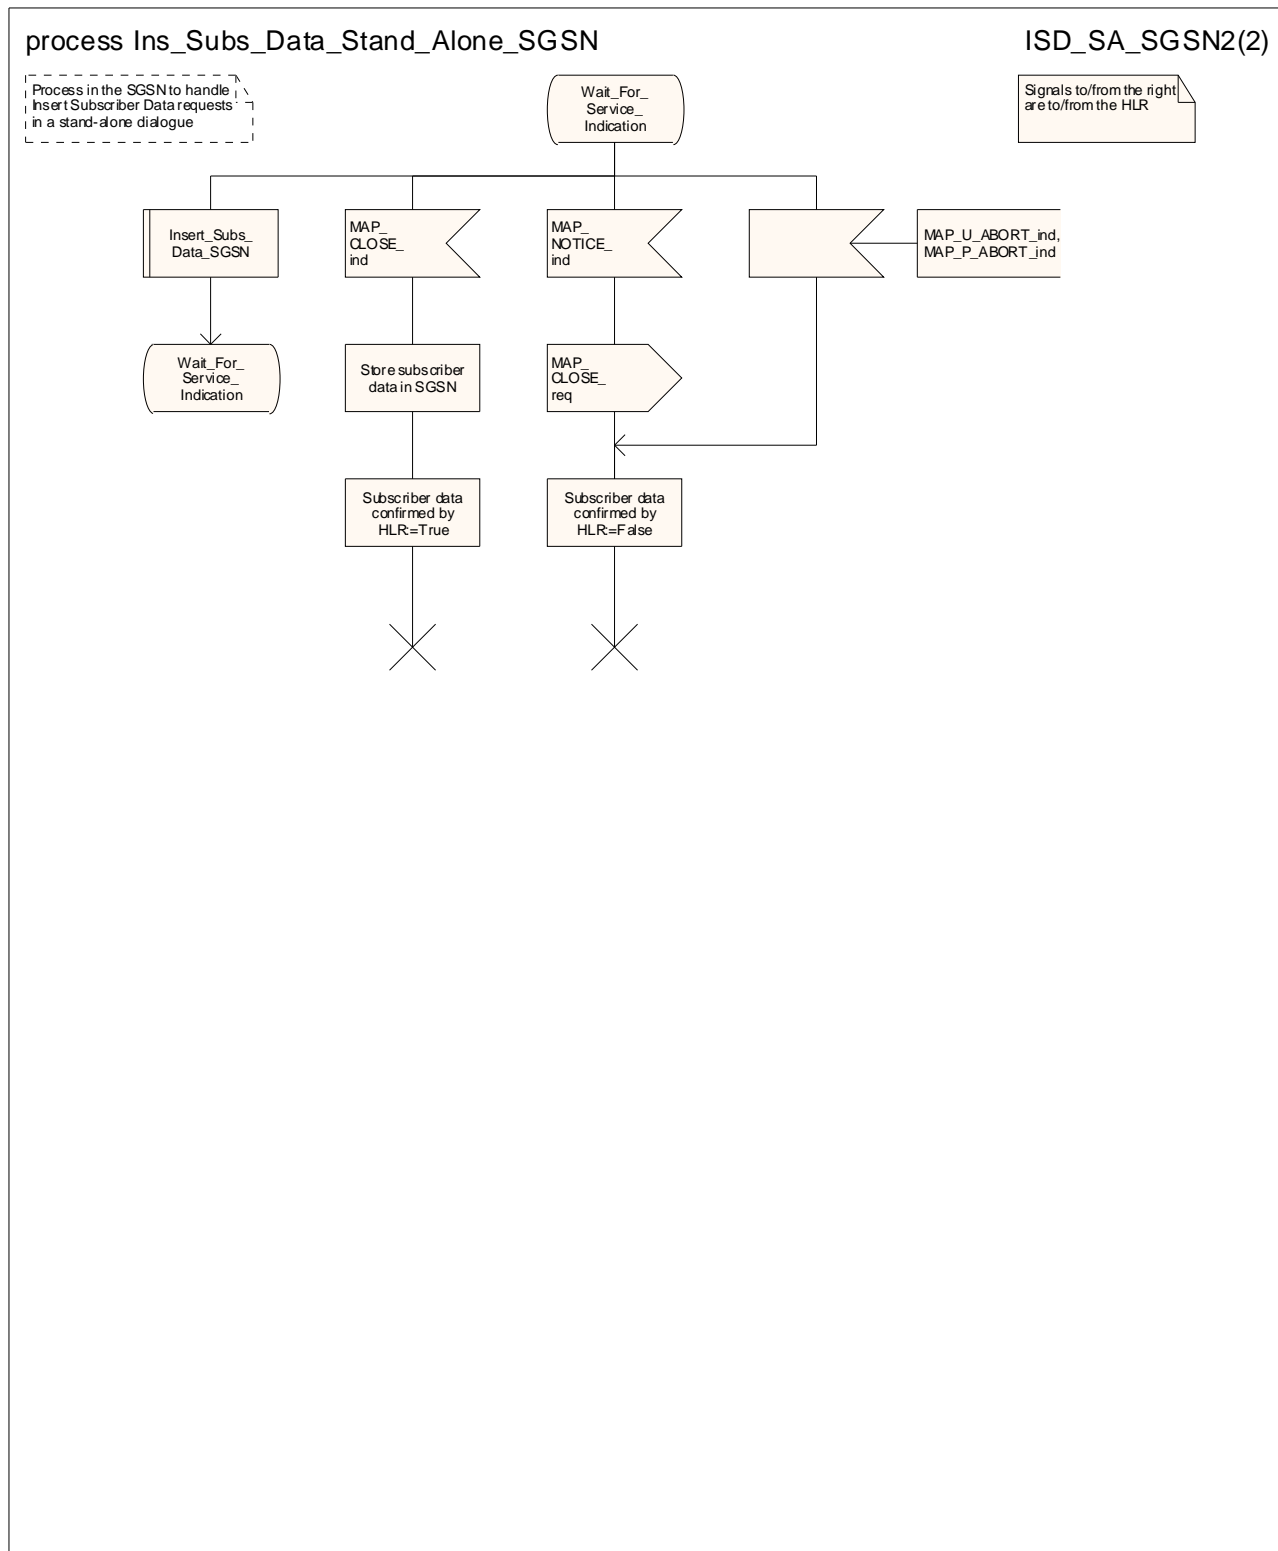 process Ins_Subs_Data_Stand_Alone_SGSN
ISD_SA_SGSN2(2)
Process in the SGSN to handle
Insert Subscriber Data requests
in a stand-alone dialogue
Wait_For_
Service_
Indication
Signals to/from the right
are to/from the HLR
Insert_Subs_
Data_SGSN
MAP_
CLOSE_
ind
MAP_
NOTICE_
ind
MAP_U_ABORT_ind,
MAP_P_ABORT_ind
Wait_For_
Service_
Indication
Store subscriber
data in SGSN
MAP_
CLOSE_
req
Subscriber data
confirmed by
HLR:=True
Subscriber data
confirmed by
HLR:=False